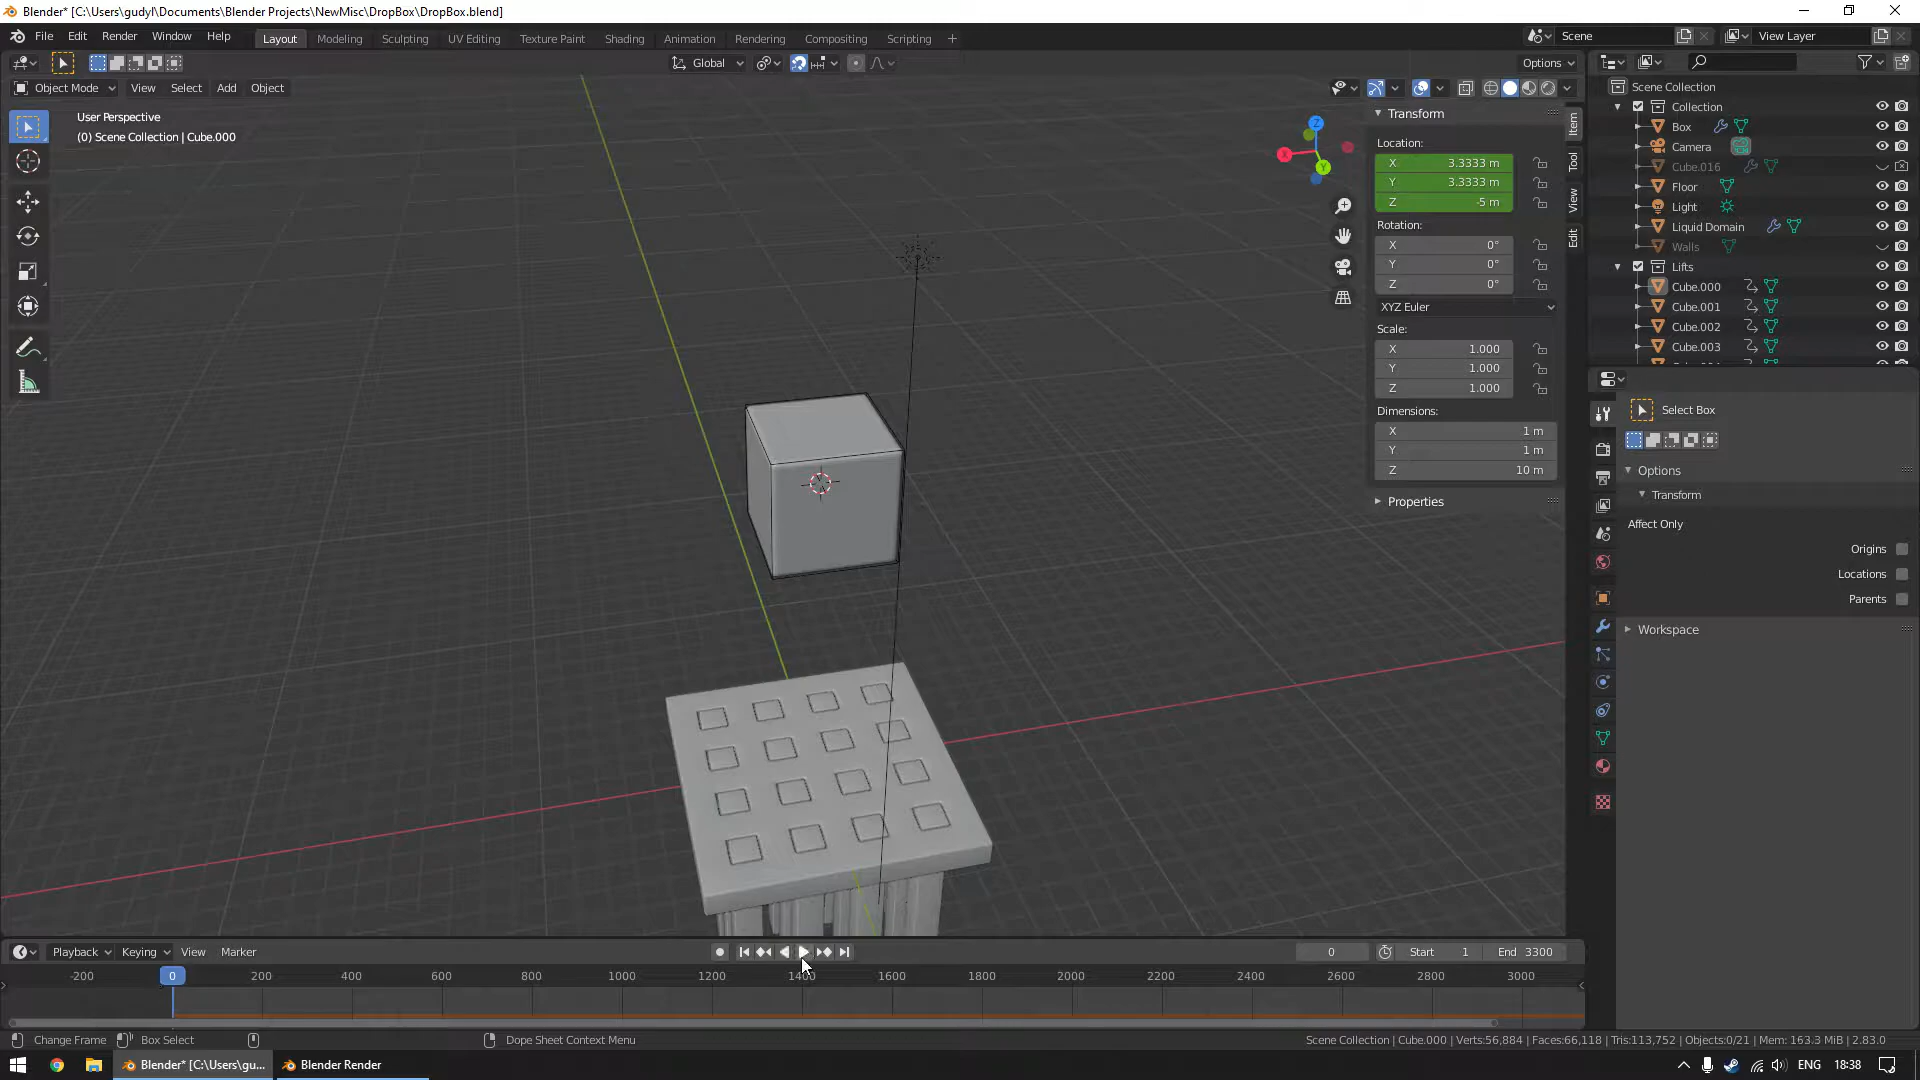 Blender* [C:\Users\gudyl\Documents\Blender Projects\NewMisc\DropBox\DropBox.blend]
File Edit Render Window Help
Layout Modeling Sculpting UV Editing Texture Paint Shading Animation Rendering Compositing Scripting
Scene
View Layer
Global
Options
Object Mode View Select Add Object
User Perspective
(0) Scene Collection | Cube.000
Z
X
Y
Transform
Location:
X 3.3333 m
Y 3.3333 m
Z -5 m
Rotation:
X 0°
Y 0°
Z 0°
XYZ Euler
Scale:
X 1.000
Y 1.000
Z 1.000
Dimensions:
X 1 m
Y 1 m
Z 10 m
Properties
Item
Tool
View
Edit
Scene Collection
Collection
Box
Camera
Cube.016
Floor
Light
Liquid Domain
Walls
Lifts
Cube.000
Cube.001
Cube.002
Cube.003
Select Box
Options
Transform
Affect Only
Origins
Locations
Parents
Workspace
Playback Keying View Marker
0 Start 1 End 3300
-200 0 200 400 600 800 1000 1200 1400 1600 1800 2000 2200 2400 2600 2800 3000
Change Frame Box Select Dope Sheet Context Menu
Scene Collection | Cube.000 | Verts:56,884 | Faces:66,118 | Tris:113,752 | Objects:0/21 | Mem: 163.3 MiB | 2.83.0
Blender* [C:\Users\gu... Blender Render
ENG 18:38